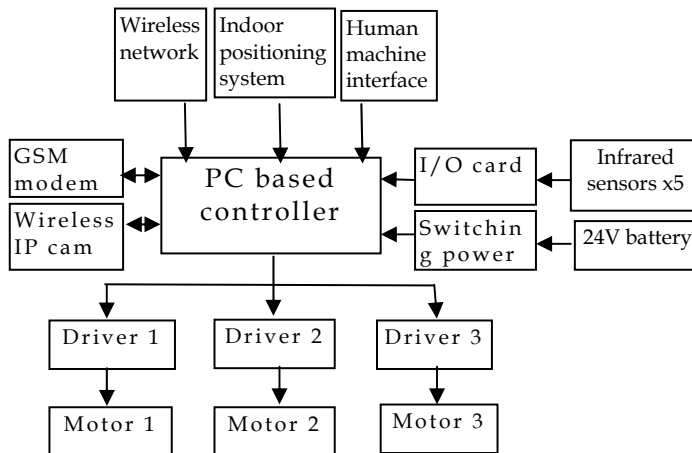 Wireless
network
Indoor
positioning
system
Human
machine
interface
GSM
modem
PC based
controller
I/O card
Infrared
sensors x5
Wireless
IP cam
Switchin
g power
24V battery
Driver 1
Driver 2
Driver 3
Motor 1
Motor 2
Motor 3